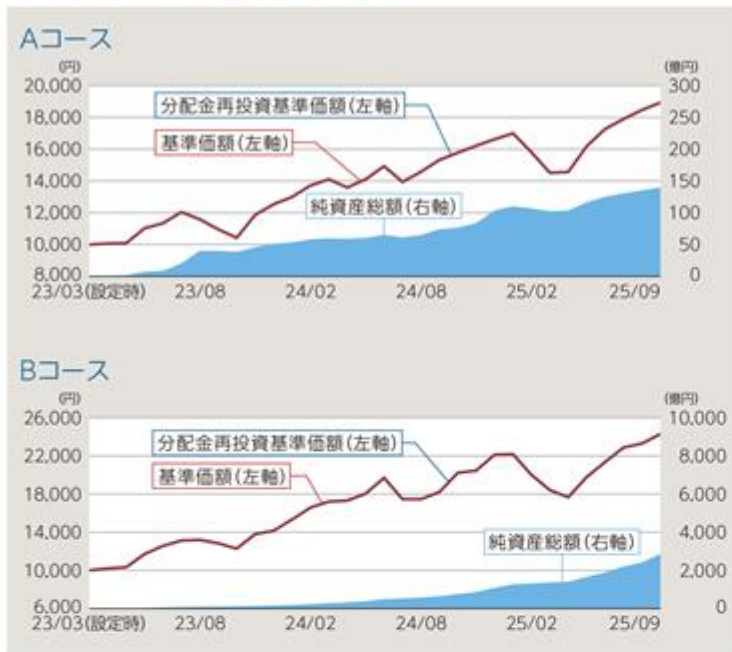 Aコース
(円) (億円)
20,000 300
18,000 250
16,000 200
14,000 150
12,000 100
10,000 50
8,000 0
分配金再投資基準価額(左軸)
基準価額(左軸)
純資産総額(右軸)
23/03(設定時) 23/08 24/02 24/08 25/02 25/09
Bコース
(円) (億円)
26,000 10,000
22,000 8,000
18,000 6,000
14,000 4,000
10,000 2,000
6,000 0
分配金再投資基準価額(左軸)
基準価額(左軸)
純資産総額(右軸)
23/03(設定時) 23/08 24/02 24/08 25/02 25/09